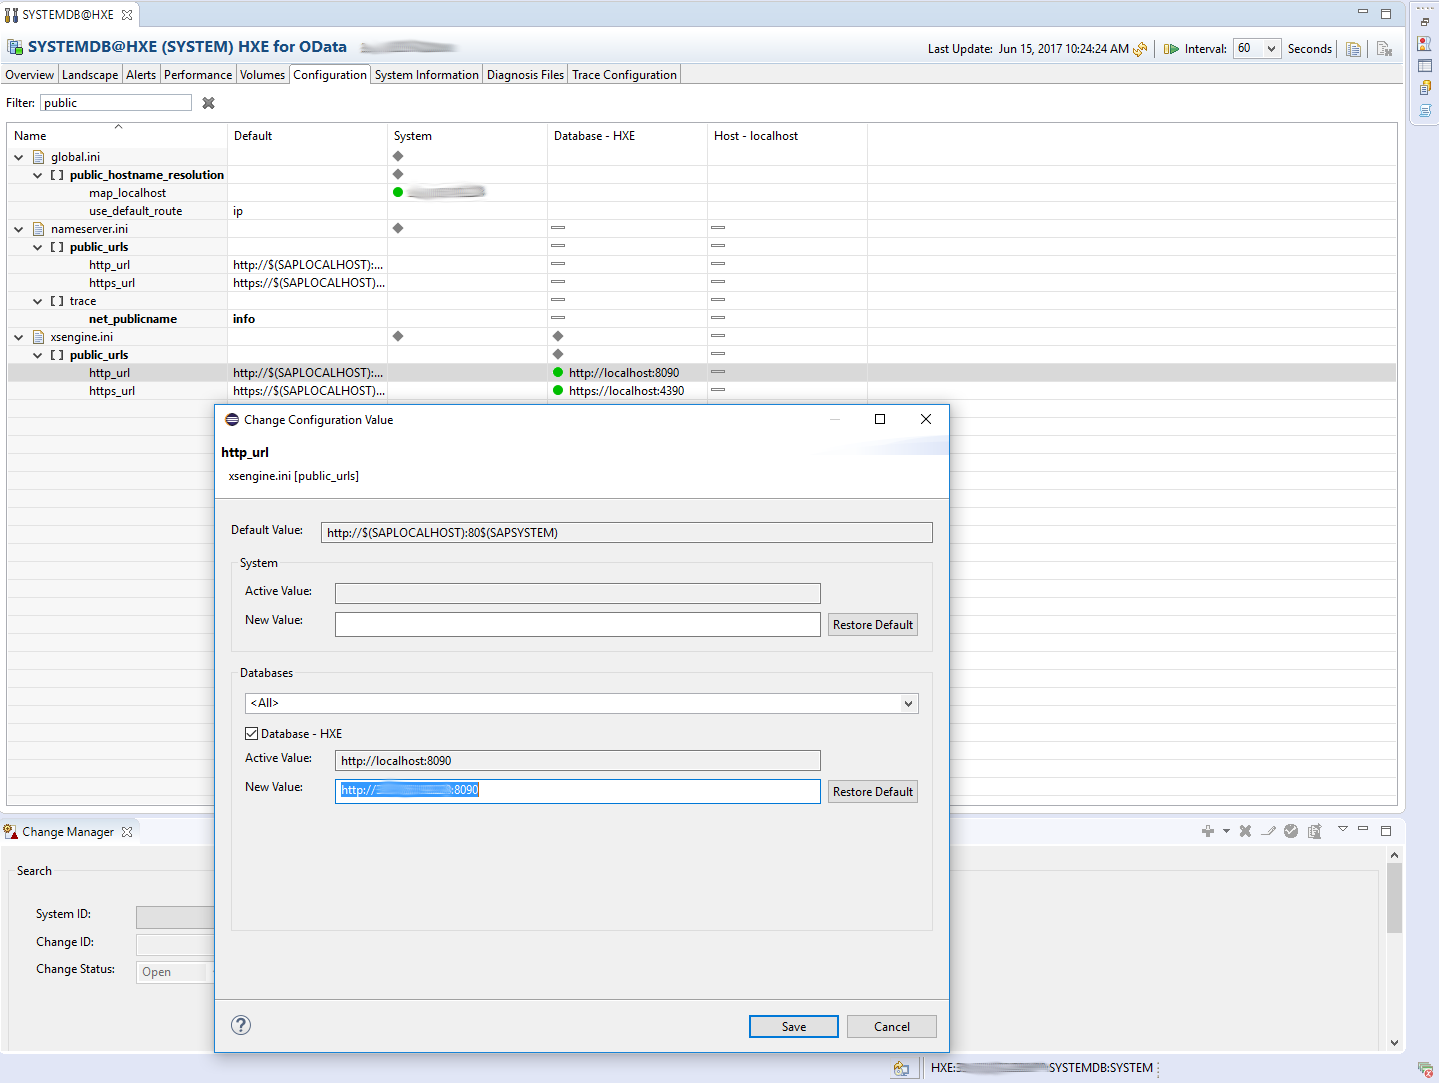 SYSTEMDB@HXE
SYSTEMDB@HXE (SYSTEM) HXE for OData
Last Update: Jun 15, 2017 10:24:24 AM
Interval: 60 Seconds
Overview Landscape Alerts Performance Volumes Configuration System Information Diagnosis Files Trace Configuration
Filter: public
Name Default System Database - HXE Host - localhost
global.ini
[ ] public_hostname_resolution
map_localhost
use_default_route ip
nameserver.ini
[ ] public_urls
http_url http://$(SAPLOCALHOST):...
https_url https://$(SAPLOCALHOST)...
[ ] trace
net_publicname info
xsengine.ini
[ ] public_urls
http_url http://$(SAPLOCALHOST):... http://localhost:8090
https_url https://$(SAPLOCALHOST)... https://localhost:4390
Change Configuration Value
http_url
xsengine.ini [public_urls]
Default Value: http://$(SAPLOCALHOST):80$(SAPSYSTEM)
System
Active Value:
New Value: Restore Default
Databases
<All>
Database - HXE
Active Value: http://localhost:8090
New Value: http:// :8090 Restore Default
Save Cancel
Change Manager
Search
System ID:
Change ID:
Change Status: Open
HXE: SYSTEMDB:SYSTEM